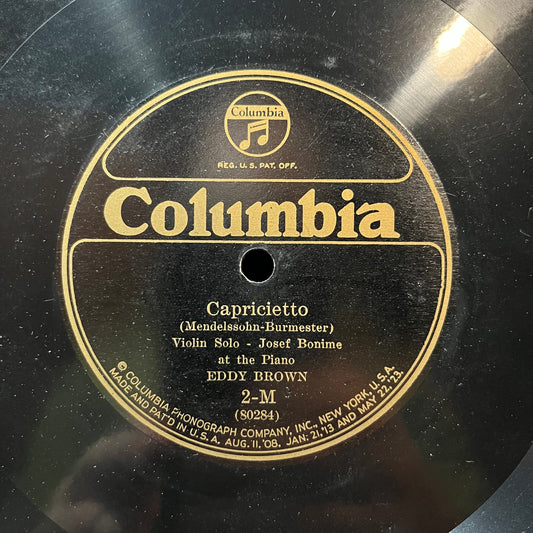 Columbia
REG. U.S. PAT. OFF.
Columbia
Capricietto
(Mendelssohn-Burmester)
Violin Solo - Josef Bonime
at the Piano
EDDY BROWN
2-M
(80284)
© COLUMBIA PHONOGRAPH COMPANY, INC., NEW YORK, U.S.A.
MADE AND PAT'D IN U.S.A. AUG. 11, '08. JAN. 21, '13 AND MAY 22, '23.